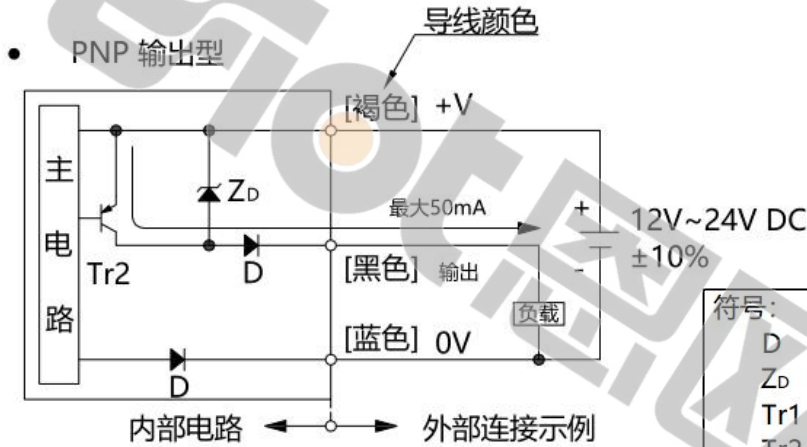 导线颜色
• PNP 输出型
[褐色] +V
主电路
ZD
最大50mA
+
12V~24V DC
±10%
-
Tr2
D
[黑色] 输出
负载
[蓝色] 0V
D
符号:
D
ZD
Tr1
Tr2
内部电路
外部连接示例